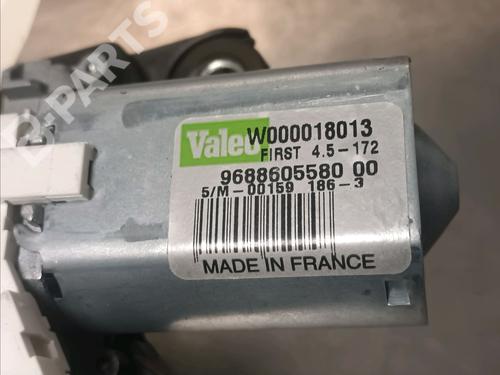 B-PARTS
Valeo W000018013
FIRST 4.5-172
9688605580 00
5/M-00159 186-3
MADE IN FRANCE